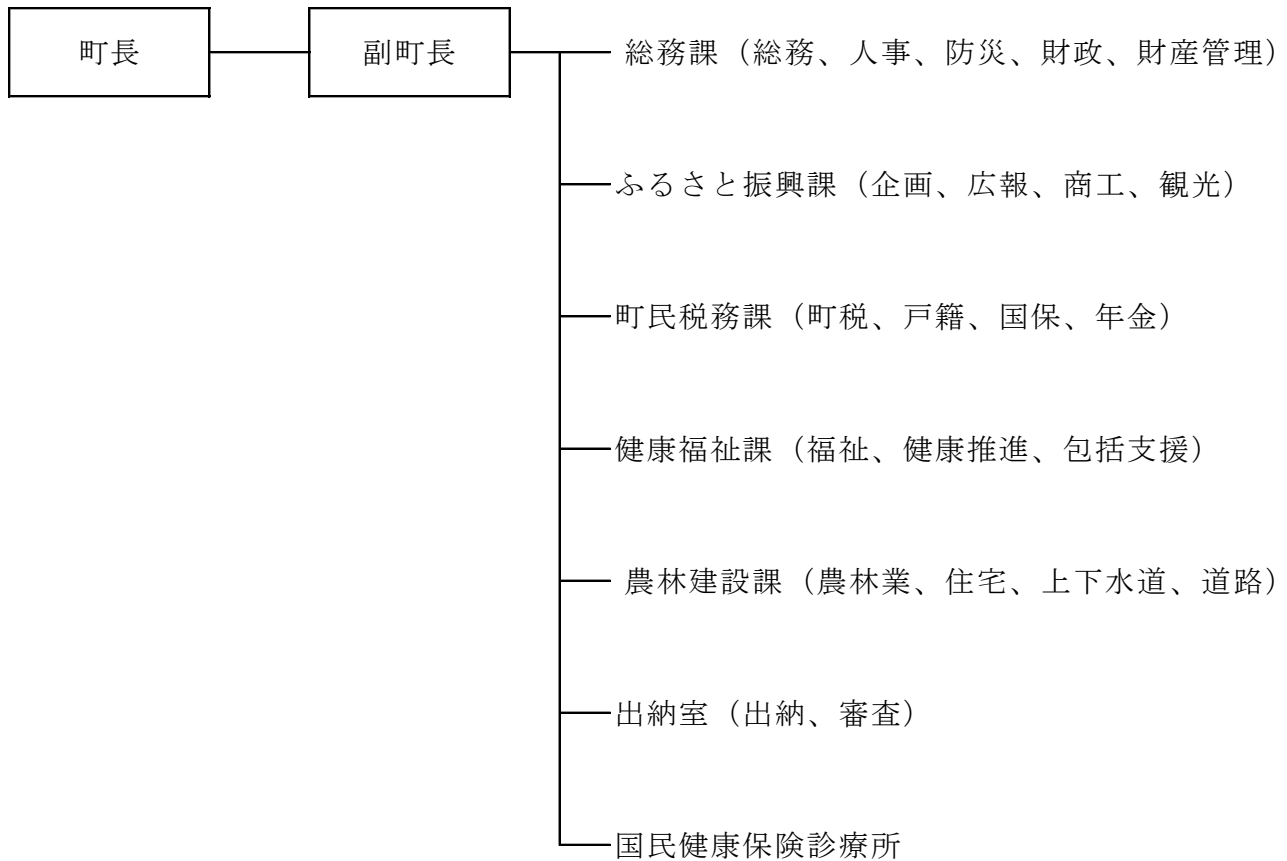 町長
副町長
総務課（総務、人事、防災、財政、財産管理）
ふるさと振興課（企画、広報、商工、観光）
町民税務課（町税、戸籍、国保、年金）
健康福祉課（福祉、健康推進、包括支援）
農林建設課（農林業、住宅、上下水道、道路）
出納室（出納、審査）
国民健康保険診療所